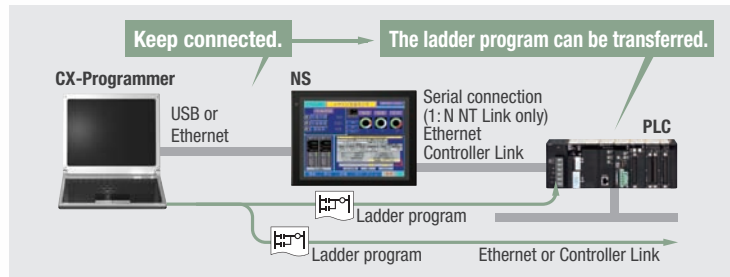 Keep connected.
The ladder program can be transferred.
CX-Programmer
NS
USB or
Ethernet
Serial connection
(1: N NT Link only)
Ethernet
Controller Link
PLC
Ladder program
Ladder program
Ethernet or Controller Link